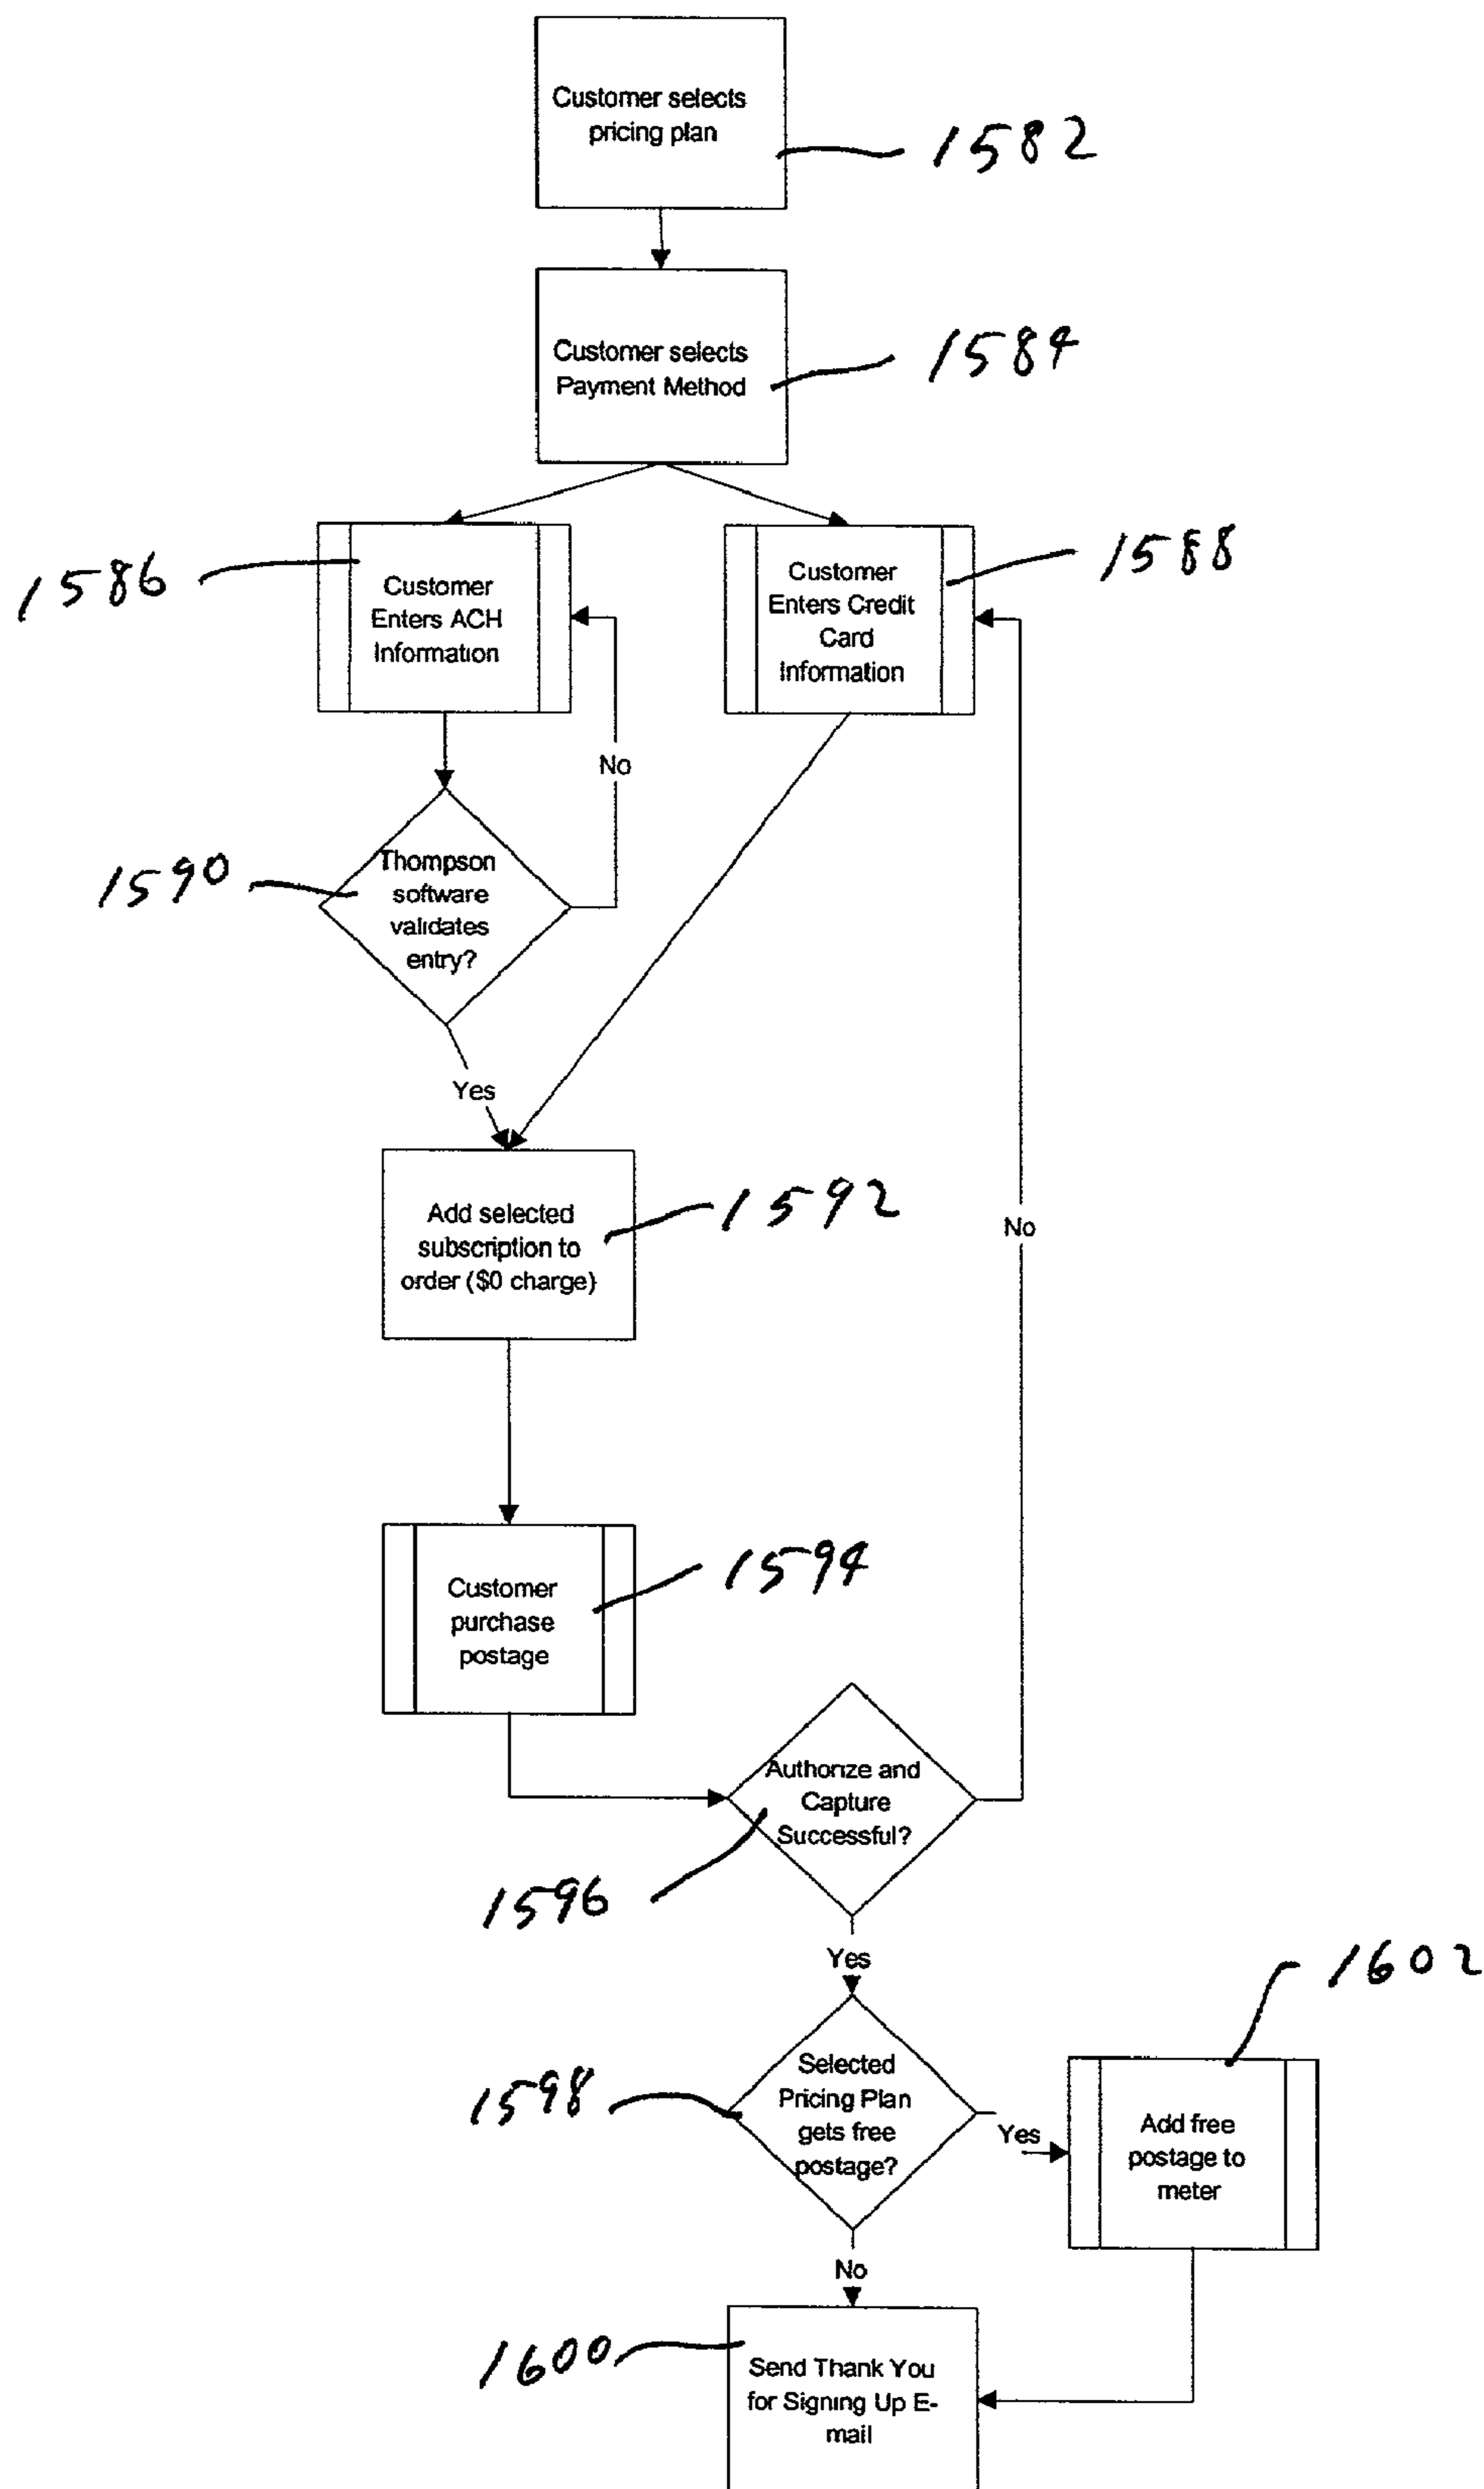 Customer selects
pricing plan
1582
Customer selects
Payment Method
1584
1586
Customer
Enters ACH
Information
Customer
Enters Credit
Card
Information
1588
No
1590
Thompson
software
validates
entry?
Yes
Add selected
subscription to
order ($0 charge)
1592
No
Customer
purchase
postage
1594
Authorize and
Capture
Successful?
1596
Yes
1602
1598
Selected
Pricing Plan
gets free
postage?
Yes
Add free
postage to
meter
No
1600
Send Thank You
for Signing Up E-
mail